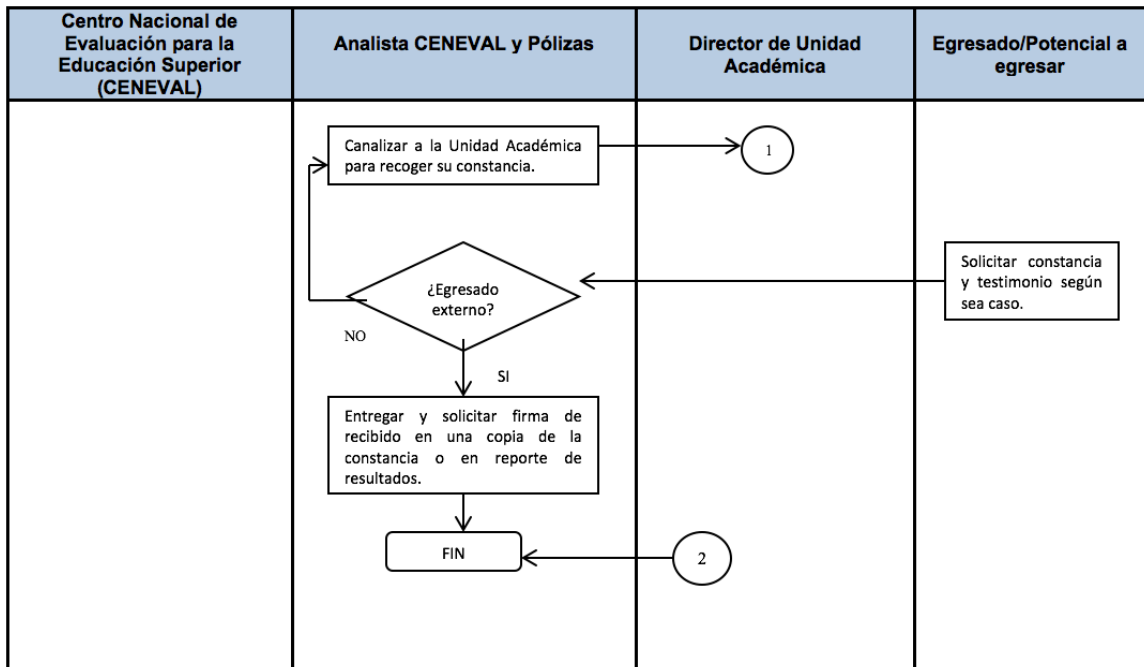 Centro Nacional de
Evaluación para la
Educación Superior
(CENEVAL)
Analista CENEVAL y Pólizas
Director de Unidad
Académica
Egresado/Potencial a
egresar
Canalizar a la Unidad Académica
para recoger su constancia.
1
Solicitar constancia
y testimonio según
sea caso.
¿Egresado
externo?
NO
SI
Entregar y solicitar firma de
recibido en una copia de la
constancia o en reporte de
resultados.
FIN
2